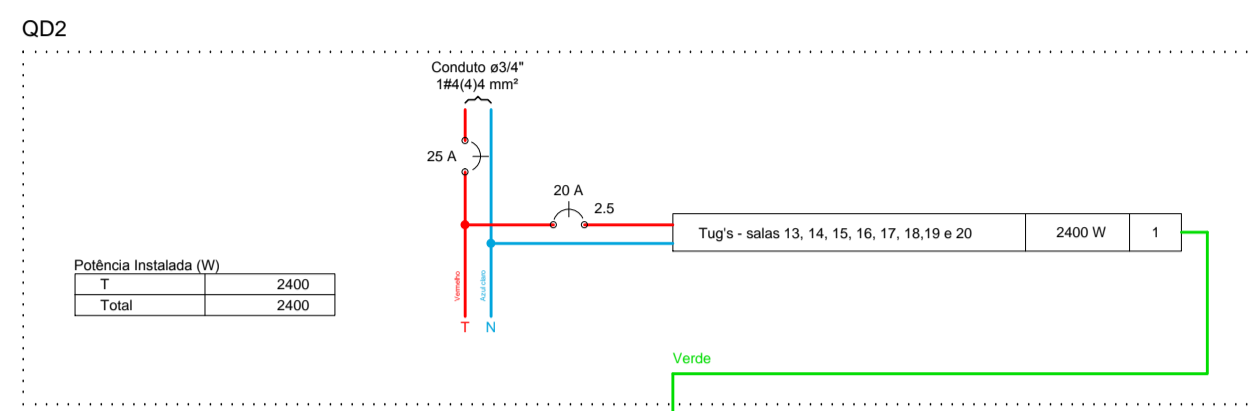 QD2
Conduto ø3/4"
1#4(4)4 mm²
25 A
20 A
2.5
Tug's - salas 13, 14, 15, 16, 17, 18,19 e 20 2400 W 1
Potência Instalada (W)
T 2400
Total 2400
Vermelho
Azul claro
T N
Verde